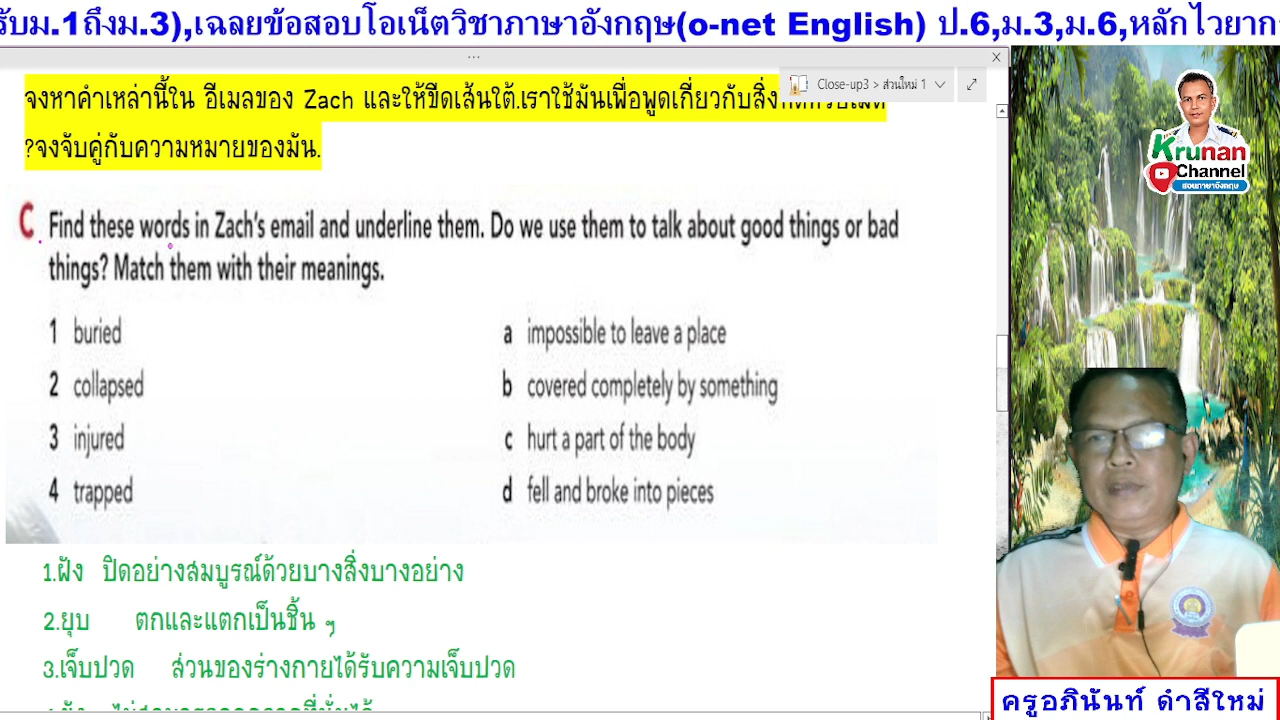 รับม.1ถึงม.3),เฉลยข้อสอบโอเน็ตวิชาภาษาอังกฤษ(o-net English) ป.6,ม.3,ม.6,หลักไวยาก
Close-up3 > ส่วนใหม่ 1
จงหาคำเหล่านี้ใน อีเมลของ Zach และให้ขีดเส้นใต้.เราใช้มันเพื่อพูดเกี่ยวกับสิ่ง
?จงจับคู่กับความหมายของมัน.
Krunan
Channel
สอนภาษาอังกฤษ
C Find these words in Zach's email and underline them. Do we use them to talk about good things or bad
things? Match them with their meanings.
1 buried a impossible to leave a place
2 collapsed b covered completely by something
3 injured c hurt a part of the body
4 trapped d fell and broke into pieces
1.ฝัง ปิดอย่างสมบูรณ์ด้วยบางสิ่งบางอย่าง
2.ยุบ ตกและแตกเป็นชิ้น ๆ
3.เจ็บปวด ส่วนของร่างกายได้รับความเจ็บปวด
ครูอภินันท์ ดำสีใหม่